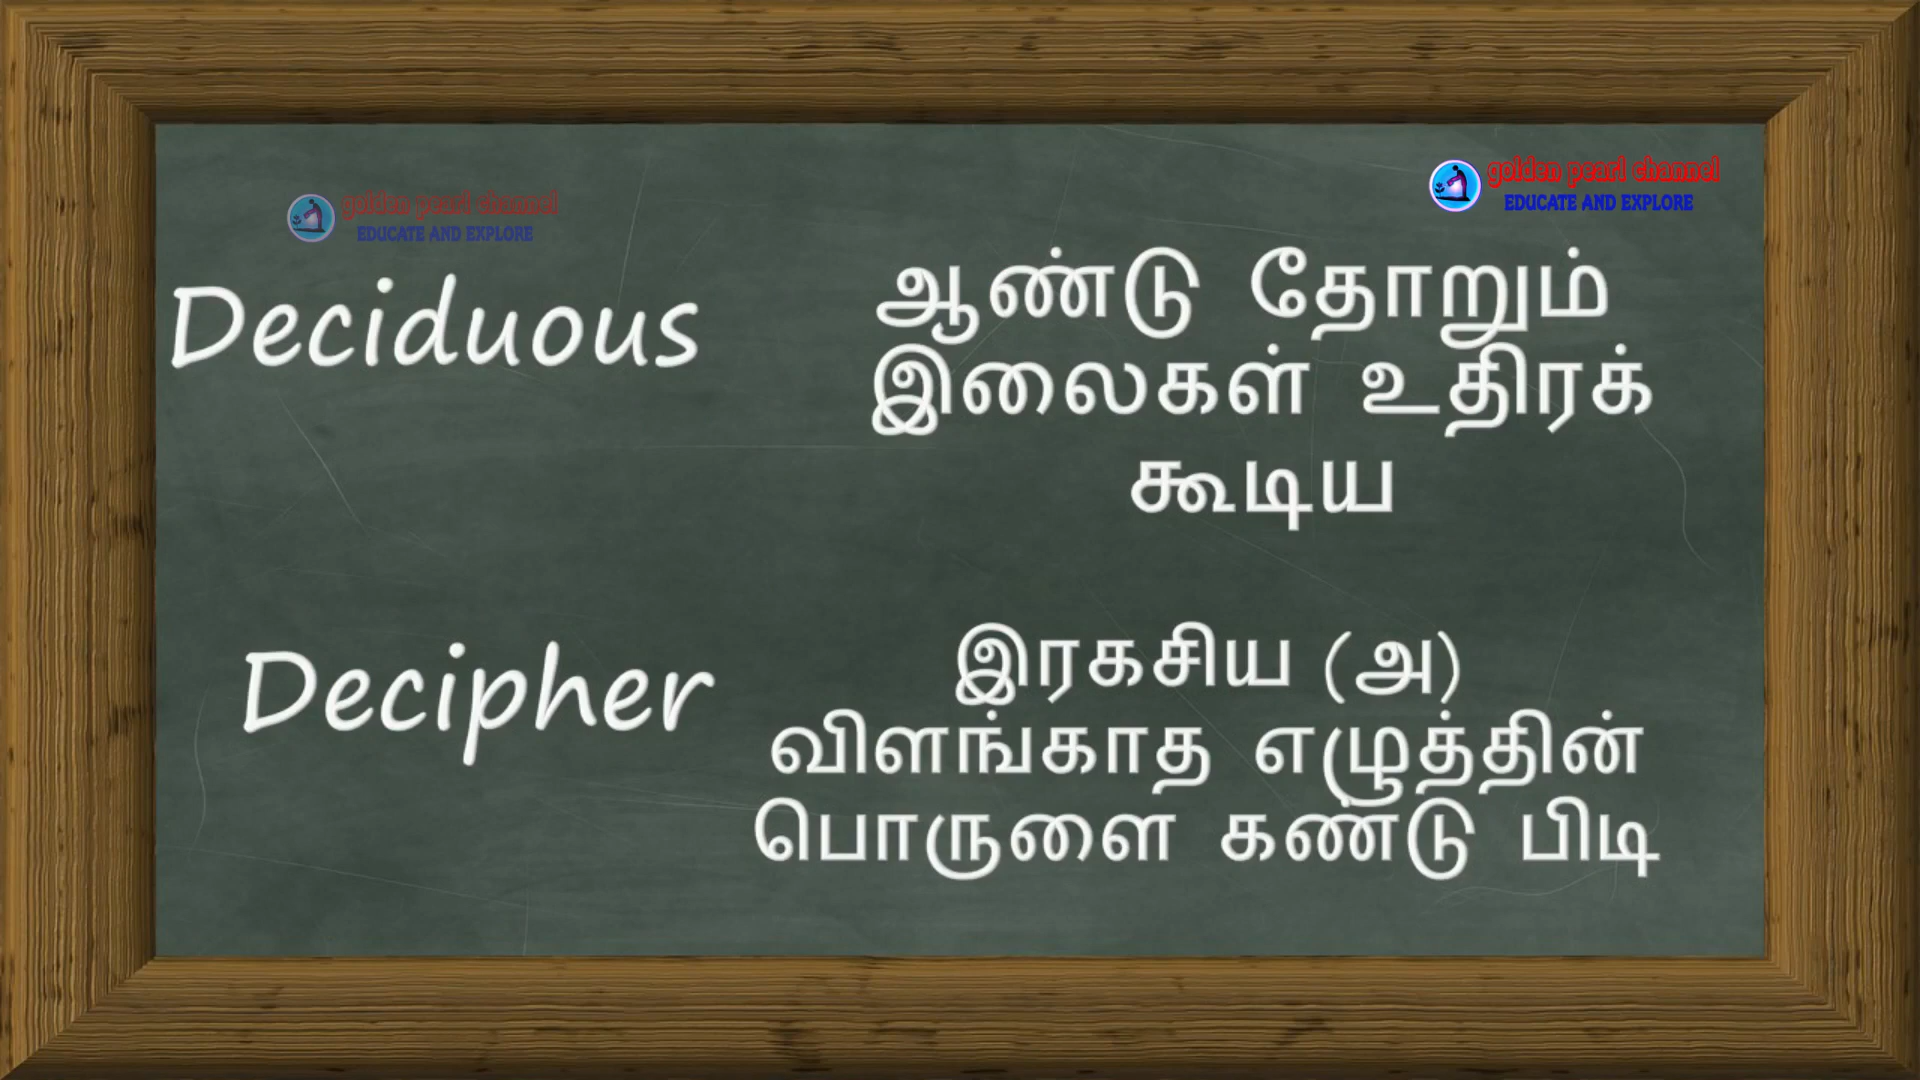 golden pearl channel
EDUCATE AND EXPLORE
golden pearl channel
EDUCATE AND EXPLORE
Deciduous
ஆண்டு தோறும்
இலைகள் உதிரக்
கூடிய
Decipher
இரகசிய (அ)
விளங்காத எழுத்தின்
பொருளை கண்டு பிடி